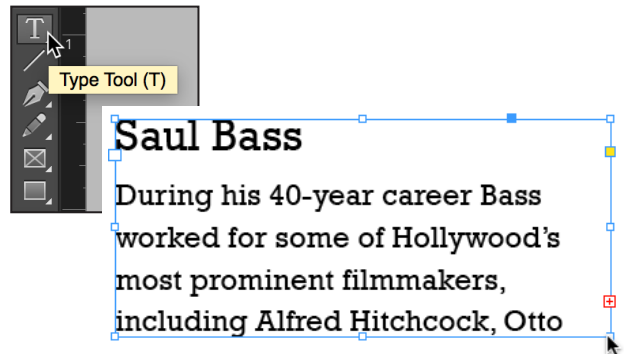 T
1
Type Tool (T)
Saul Bass
During his 40-year career Bass
worked for some of Hollywood’s
most prominent filmmakers,
including Alfred Hitchcock, Otto